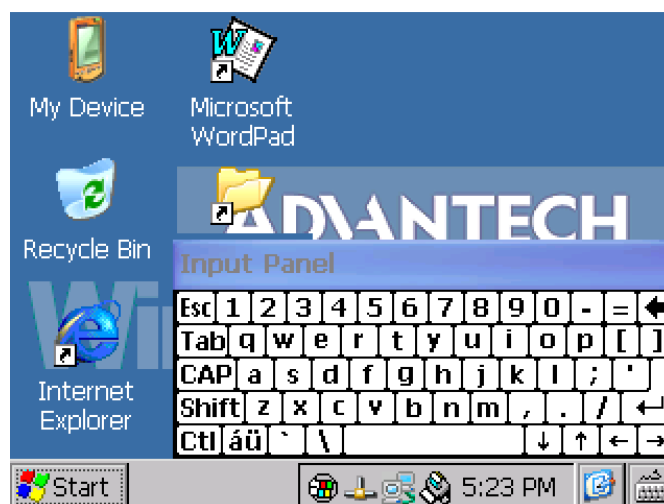 My Device
Microsoft
WordPad
Recycle Bin
ADVANTECH
Input Panel
Win
Esc 1 2 3 4 5 6 7 8 9 0 - =
Tab q w e r t y u i o p [ ]
CAP a s d f g h j k l ; '
Shift z x c v b n m , . /
Ctl áü ` \
Internet
Explorer
Start
5:23 PM